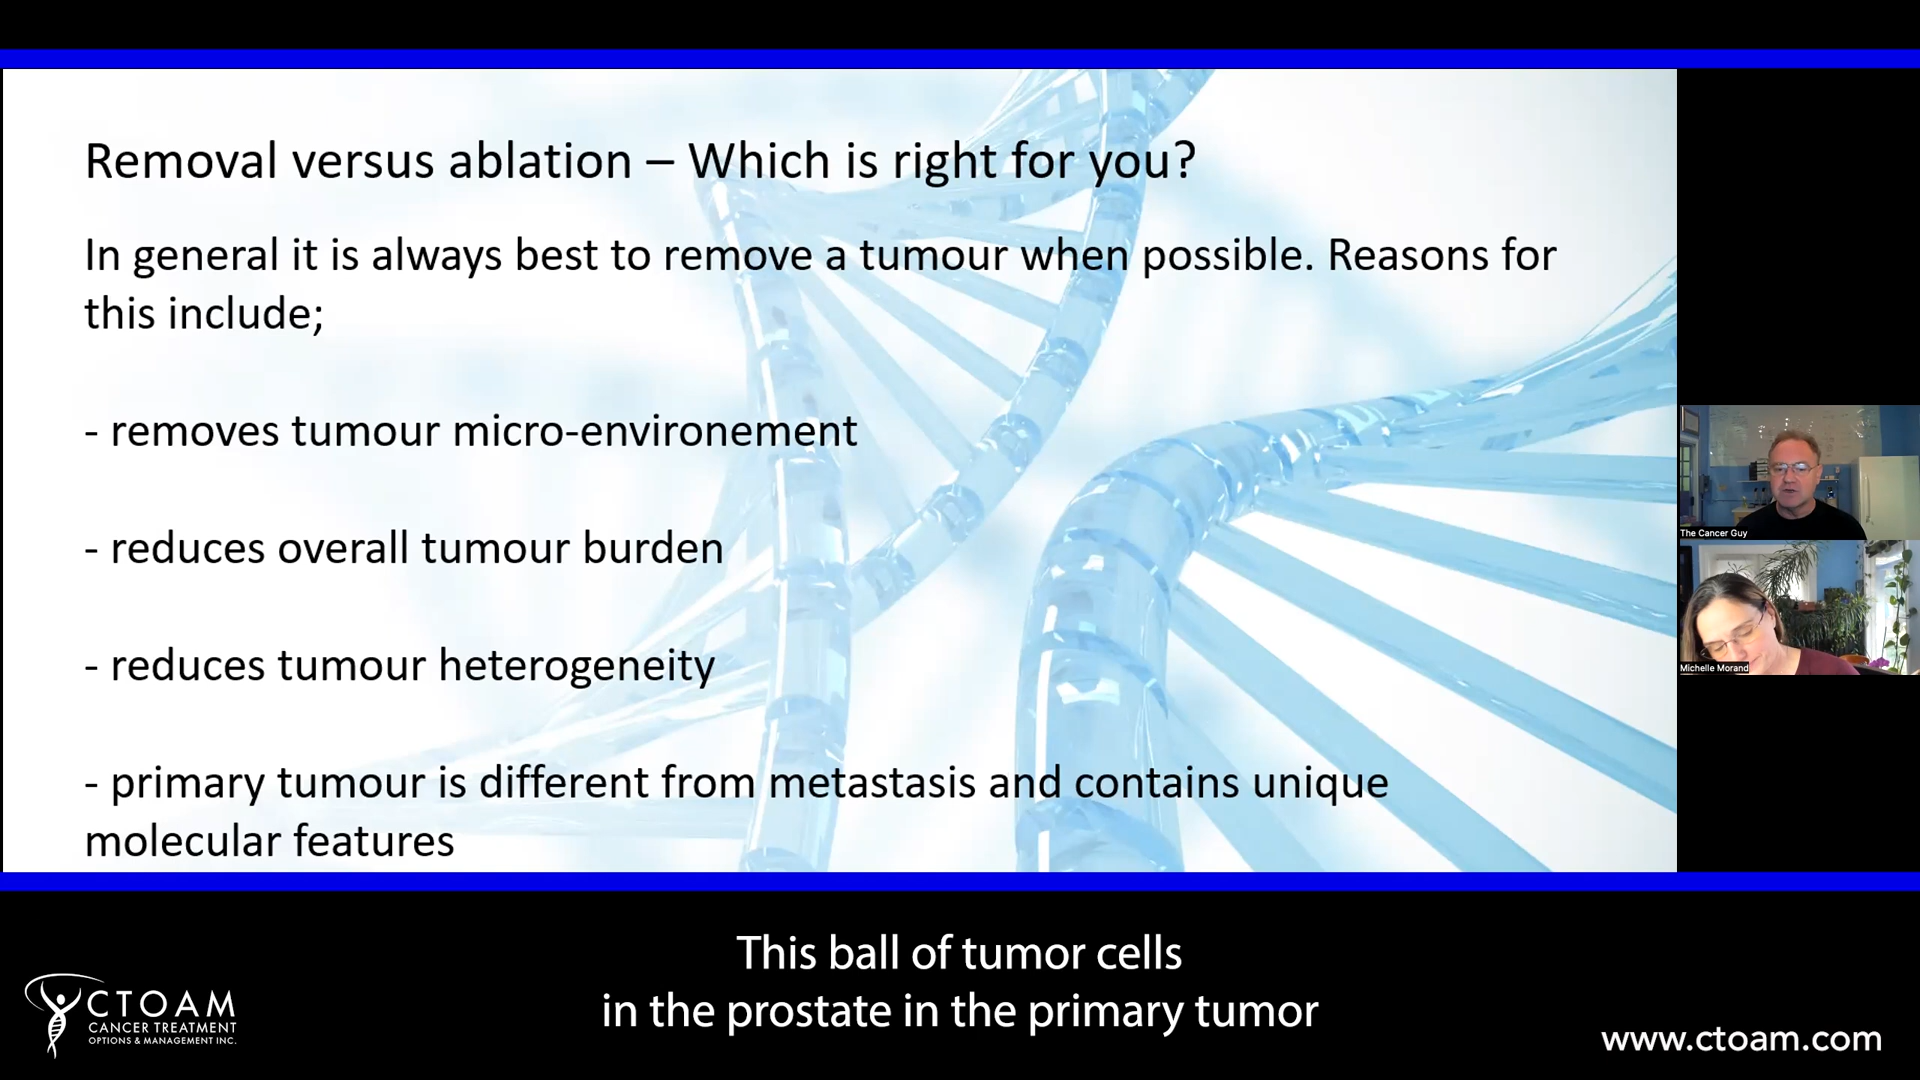 Removal versus ablation – Which is right for you?
In general it is always best to remove a tumour when possible. Reasons for
this include;
- removes tumour micro-environement
- reduces overall tumour burden
- reduces tumour heterogeneity
- primary tumour is different from metastasis and contains unique
molecular features
The Cancer Guy
Michelle Morand
This ball of tumor cells
in the prostate in the primary tumor
CTOAM
CANCER TREATMENT
OPTIONS & MANAGEMENT INC.
www.ctoam.com